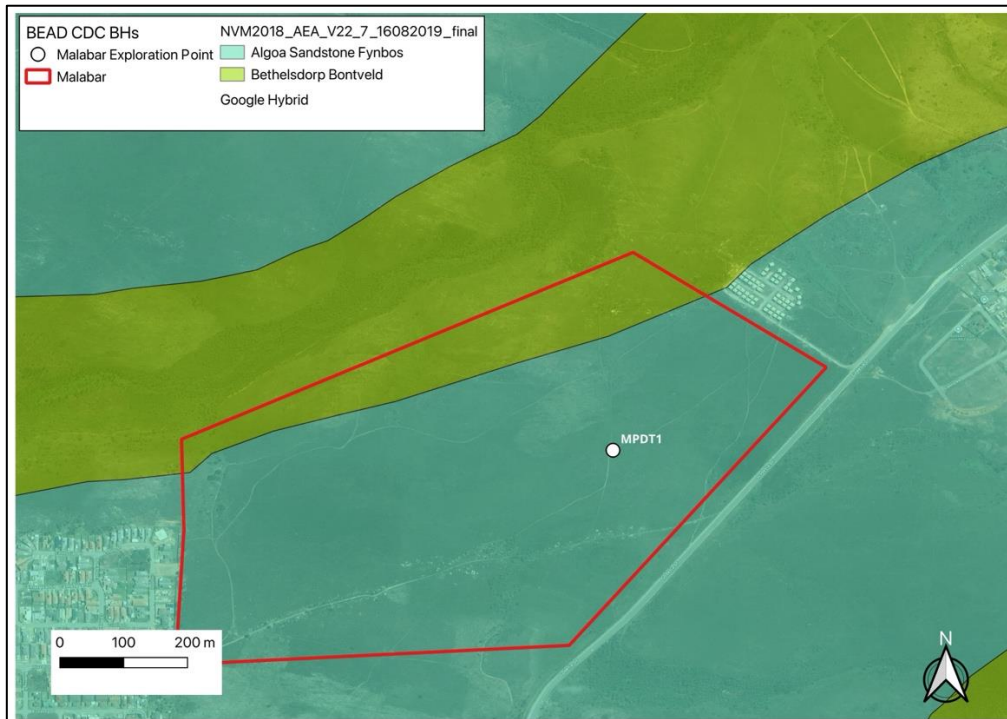 BEAD CDC BHs
Malabar Exploration Point
Malabar
NVM2018_AEA_V22_7_16082019_final
Algoa Sandstone Fynbos
Bethelsdorp Bontveld
Google Hybrid
MPDT1
0 100 200 m
N